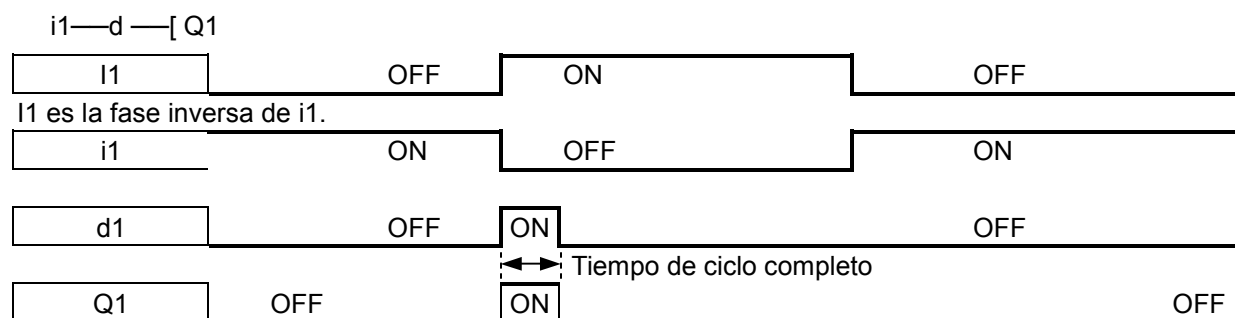 i1──d ──[ Q1
I1 OFF ON OFF
I1 es la fase inversa de i1.
i1 ON OFF ON
d1 OFF ON OFF
Tiempo de ciclo completo
Q1 OFF ON OFF